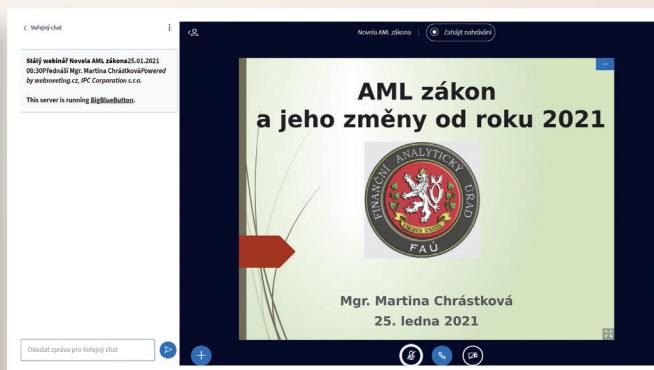 Veřejný chat
Stálý webinář Novela AML zákona25.01.2021
08:30Přednáší Mgr. Martina ChrástkováPowered
by webmeeting.cz, IPC Corporation s.r.o.
This server is running BigBlueButton.
Odeslat zprávu pro Veřejný chat
Novela AML zákona
Zahájit nahrávání
AML zákon
a jeho změny od roku 2021
FINANČNÍ ANALYTICKÝ ÚŘAD
VIRIBUS UNITIS
FAÚ
Mgr. Martina Chrástková
25. ledna 2021